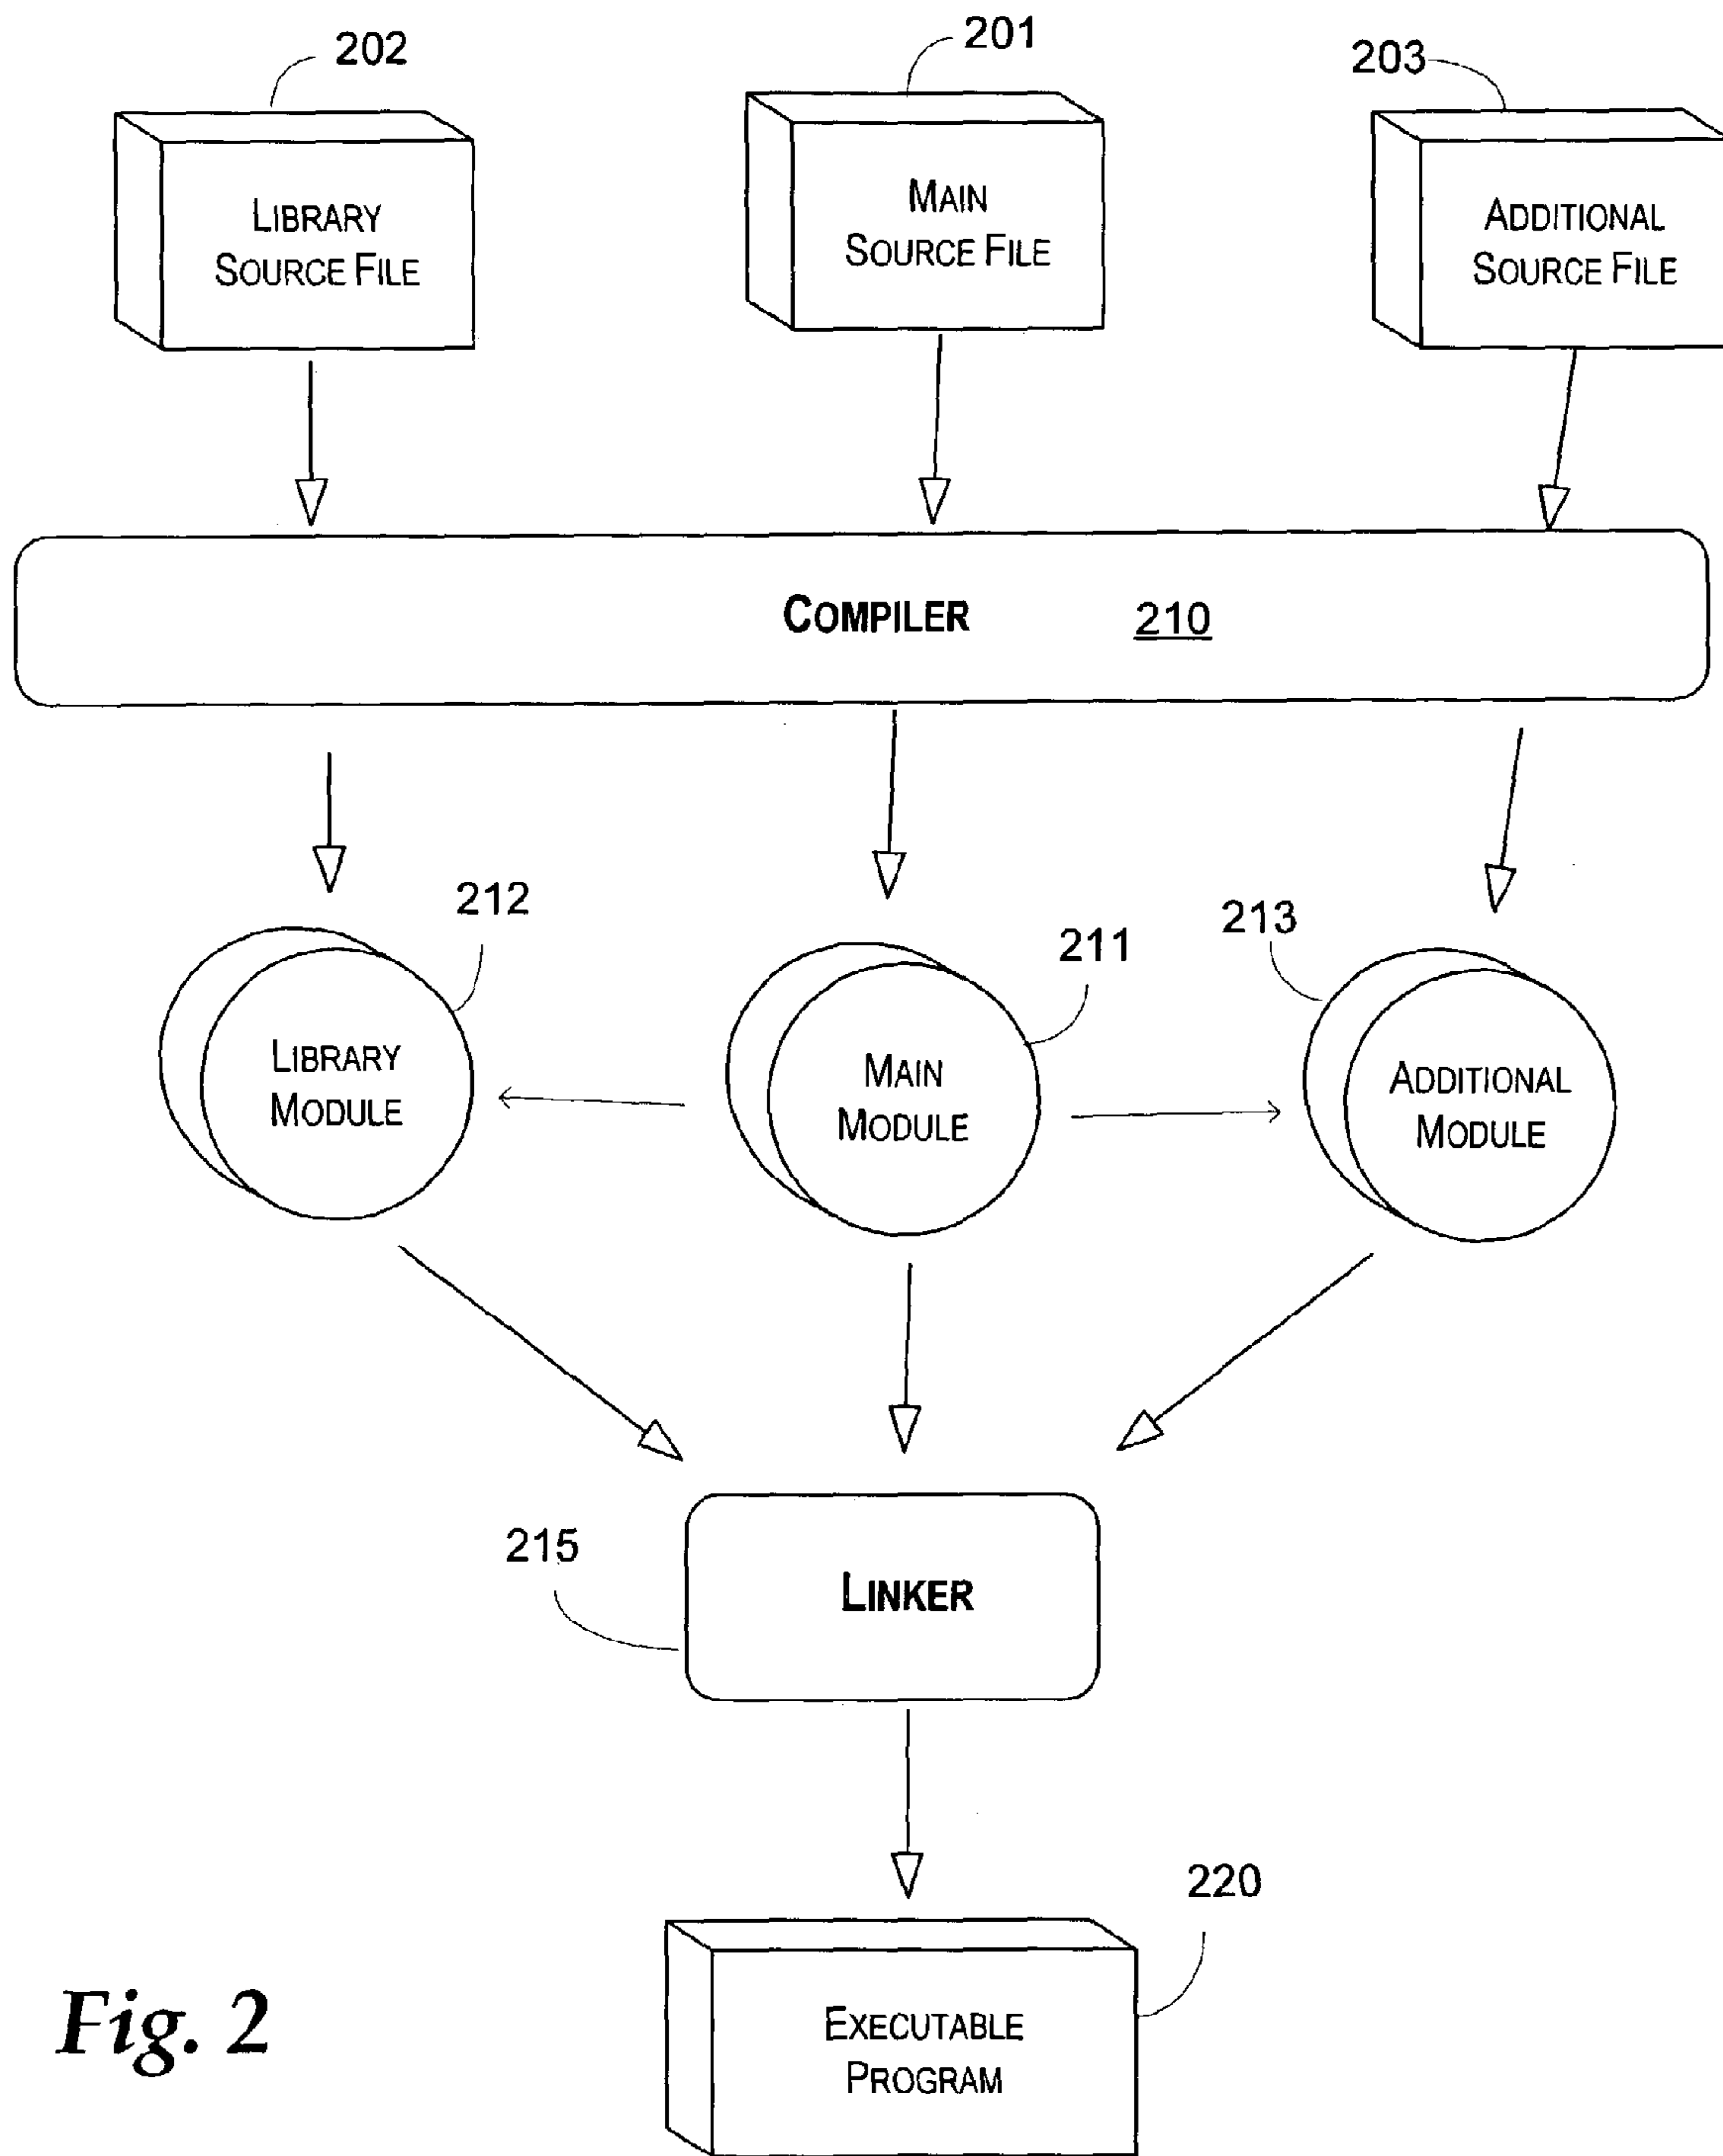 202
201
203
LIBRARY
SOURCE FILE
MAIN
SOURCE FILE
ADDITIONAL
SOURCE FILE
COMPILER 210
212
211
213
LIBRARY
MODULE
MAIN
MODULE
ADDITIONAL
MODULE
215
LINKER
220
EXECUTABLE
PROGRAM
Fig. 2